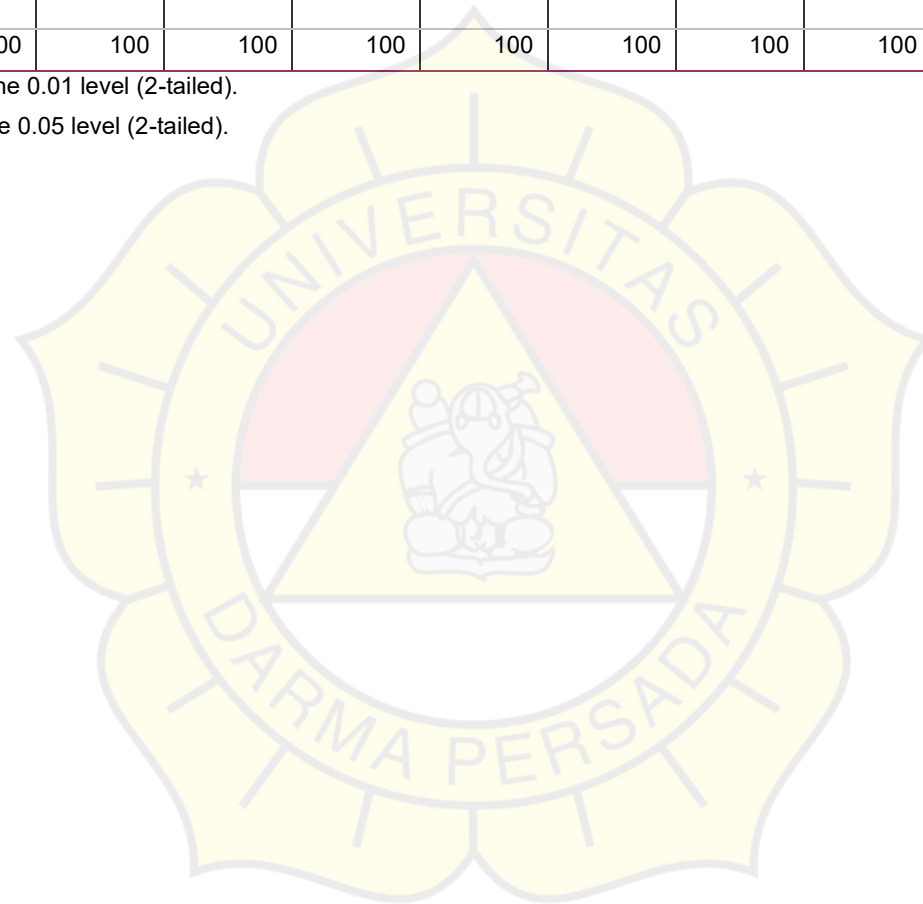 00 100 100 100 100 100 100 100
he 0.01 level (2-tailed).
e 0.05 level (2-tailed).
UNIVERSITAS
DARMA PERSADA